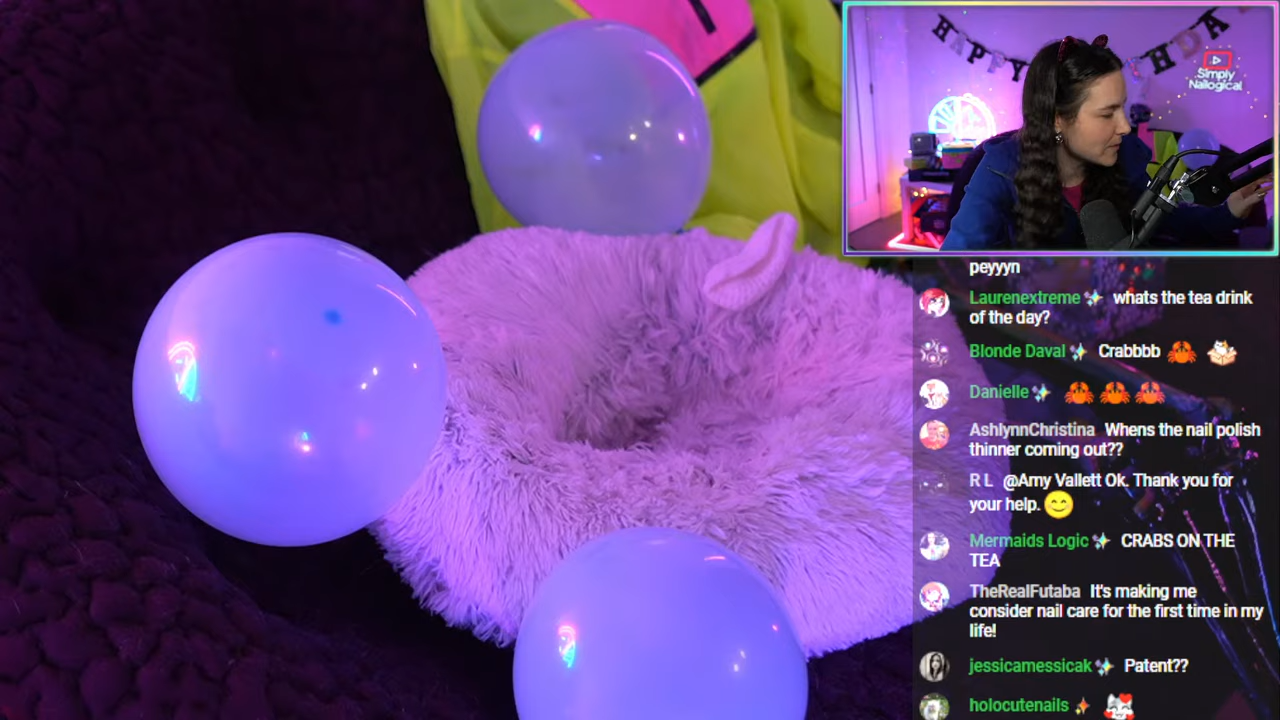 HAPPY
HDA
Simply
Nailogical
peyyyn
Laurenextreme whats the tea drink
of the day?
Blonde Daval Crabbbb
Danielle
AshlynnChristina Whens the nail polish
thinner coming out??
R L @Amy Vallett Ok. Thank you for
your help.
Mermaids Logic CRABS ON THE
TEA
TheRealFutaba It's making me
consider nail care for the first time in my
life!
jessicamessicak Patent??
holocutenails